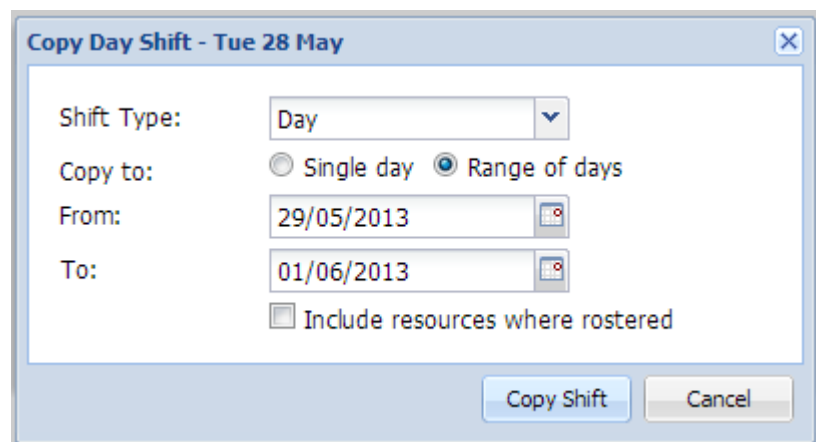 Copy Day Shift - Tue 28 May
Shift Type: Day
Copy to: Single day Range of days
From: 29/05/2013
To: 01/06/2013
Include resources where rostered
Copy Shift Cancel